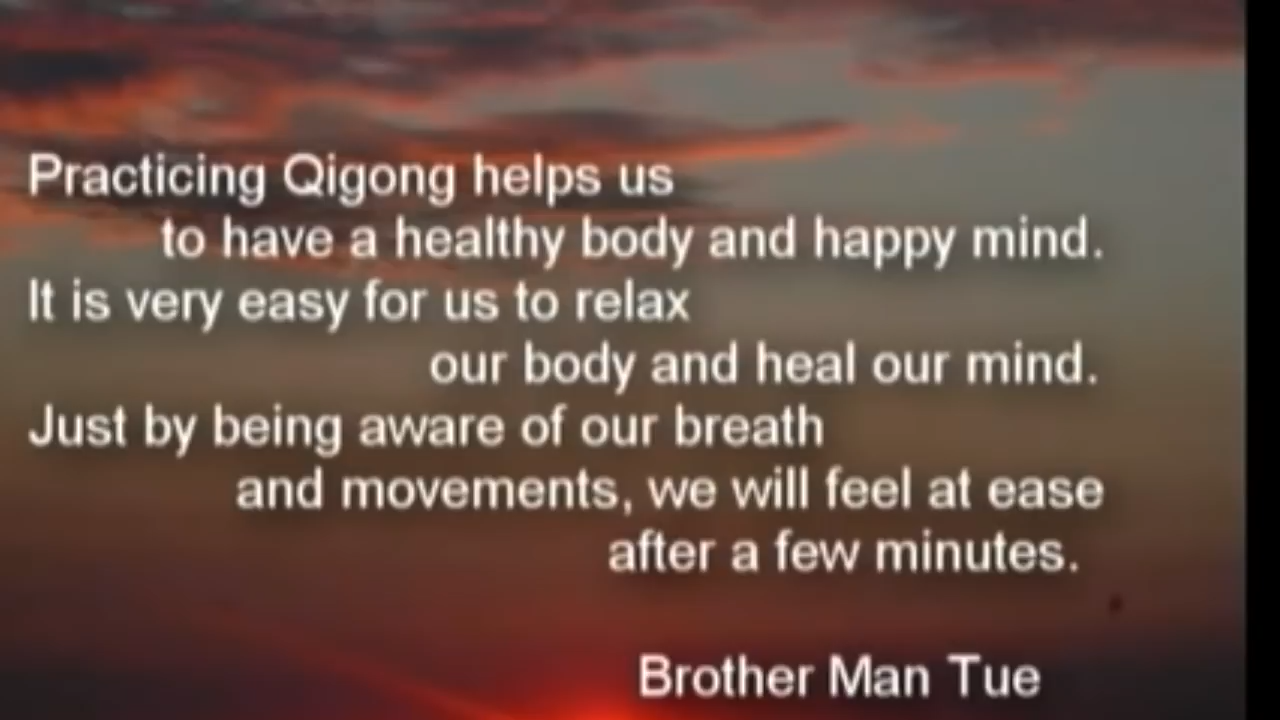 Practicing Qigong helps us
to have a healthy body and happy mind.
It is very easy for us to relax
our body and heal our mind.
Just by being aware of our breath
and movements, we will feel at ease
after a few minutes.
Brother Man Tue